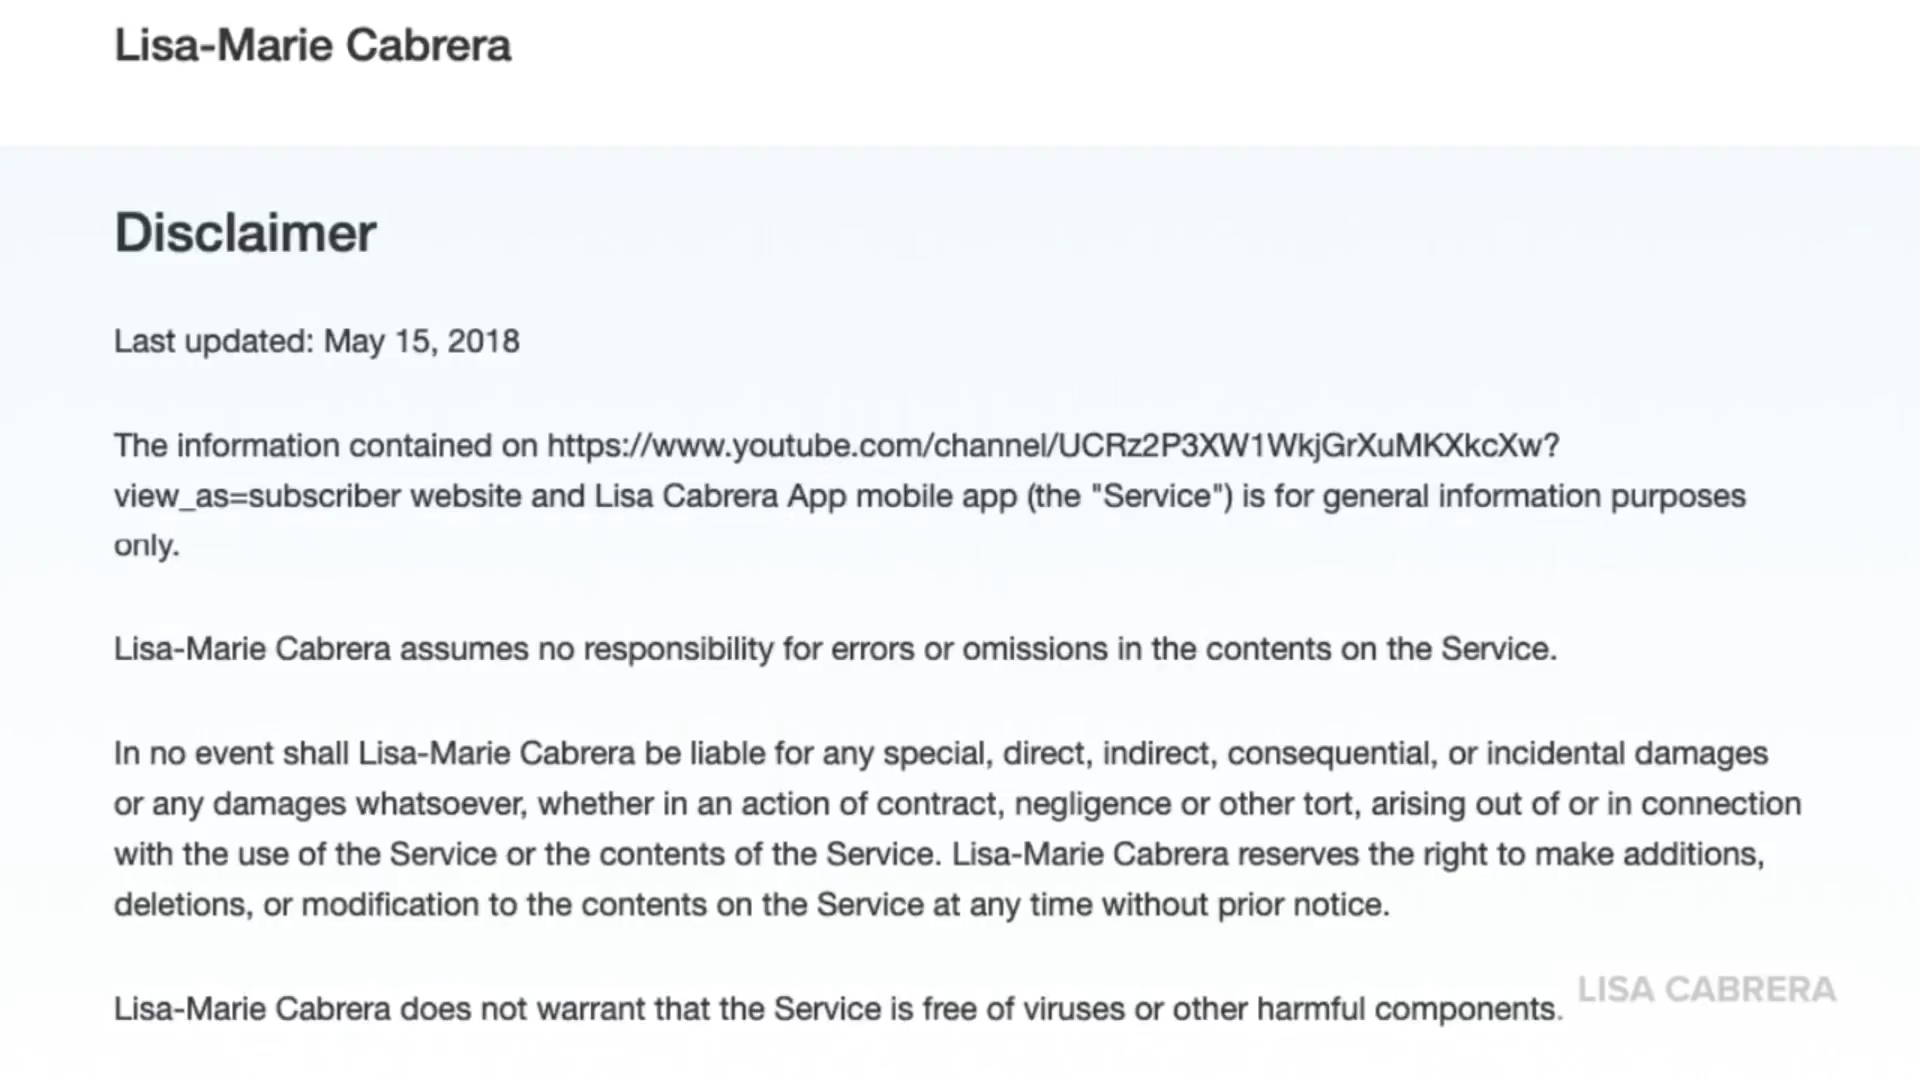 Lisa-Marie Cabrera
Disclaimer
Last updated: May 15, 2018
The information contained on https://www.youtube.com/channel/UCRz2P3XW1WkjGrXuMKXkcXw?
view_as=subscriber website and Lisa Cabrera App mobile app (the "Service") is for general information purposes
only.
Lisa-Marie Cabrera assumes no responsibility for errors or omissions in the contents on the Service.
In no event shall Lisa-Marie Cabrera be liable for any special, direct, indirect, consequential, or incidental damages
or any damages whatsoever, whether in an action of contract, negligence or other tort, arising out of or in connection
with the use of the Service or the contents of the Service. Lisa-Marie Cabrera reserves the right to make additions,
deletions, or modification to the contents on the Service at any time without prior notice.
Lisa-Marie Cabrera does not warrant that the Service is free of viruses or other harmful components.
LISA CABRERA